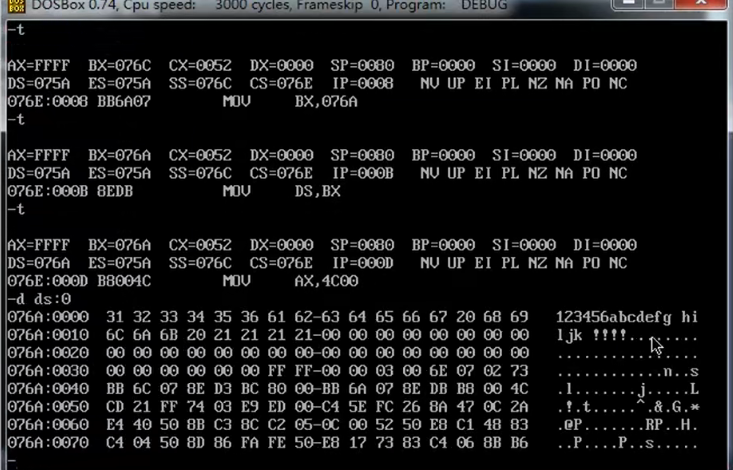 DOSBox 0.74, Cpu speed: 3000 cycles, Frameskip 0, Program: DEBUG
-t
AX=FFFF BX=076C CX=0052 DX=0000 SP=0080 BP=0000 SI=0000 DI=0000
DS=075A ES=075A SS=076C CS=076E IP=0008 NV UP EI PL NZ NA PO NC
076E:0008 BB6A07 MOV BX,076A
-t
AX=FFFF BX=076A CX=0052 DX=0000 SP=0080 BP=0000 SI=0000 DI=0000
DS=075A ES=075A SS=076C CS=076E IP=000B NV UP EI PL NZ NA PO NC
076E:000B 8EDB MOV DS,BX
-t
AX=FFFF BX=076A CX=0052 DX=0000 SP=0080 BP=0000 SI=0000 DI=0000
DS=076A ES=075A SS=076C CS=076E IP=000D NV UP EI PL NZ NA PO NC
076E:000D B8004C MOV AX,4C00
-d ds:0
076A:0000 31 32 33 34 35 36 61 62-63 64 65 66 67 20 68 69 123456abcdefg hi
076A:0010 6C 6A 6B 20 21 21 21 21-00 00 00 00 00 00 00 00 ljk !!!!........
076A:0020 00 00 00 00 00 00 00 00-00 00 00 00 00 00 00 00 ................
076A:0030 00 00 00 00 00 00 FF FF-00 00 03 00 6E 07 02 73 ............n..s
076A:0040 BB 6C 07 8E D3 BC 80 00-BB 6A 07 8E DB B8 00 4C .l.......j.....L
076A:0050 CD 21 FF 74 03 E9 ED 00-C4 5E FC 26 8A 47 0C 2A .!.t.....^.&.G.*
076A:0060 E4 40 50 8B C3 8C C2 05-0C 00 52 50 E8 C1 48 83 .@P.......RP..H.
076A:0070 C4 04 50 8D 86 FA FE 50-E8 17 73 83 C4 06 8B B6 ..P....P..s.....
-